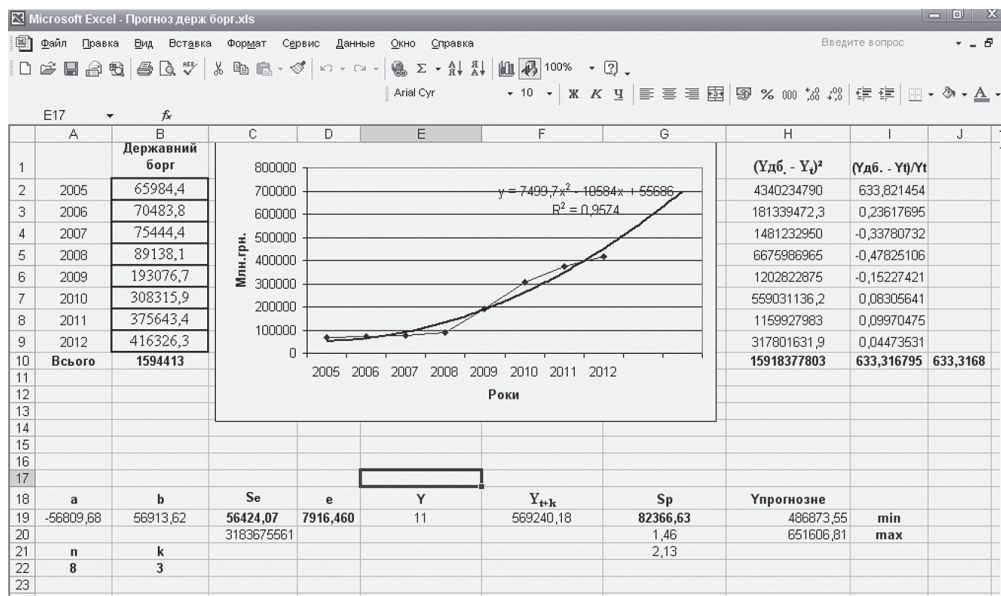 Microsoft Excel - Прогноз держ борг.xls
Файл Правка Вид Вставка Формат Сервис Данные Окно Справка Введите вопрос
100%
Arial Cyr 10 Ж К Ч % 000
E17 fx
A B C D E F G H I J
1 Державний борг (Yдб. - Yt)² (Yдб. - Yt)/Yt
2 2005 65984,4 4340234790 633,821454
3 2006 70483,8 181339472,3 0,23617695
4 2007 75444,4 1481232950 -0,33780732
5 2008 89138,1 6675986965 -0,47825106
6 2009 193076,7 1202822875 -0,15227421
7 2010 308315,9 559031136,2 0,08305641
8 2011 375643,4 1159927983 0,09970475
9 2012 416326,3 317801631,9 0,04473531
10 Всього 1594413 15918377803 633,316795 633,3168
800000
700000
600000
500000
400000
300000
200000
100000
0
Млн.грн.
y = 7499,7x² - 10584x + 55686
R² = 0,9574
2005 2006 2007 2008 2009 2010 2011 2012
Роки
11
12
13
14
15
16
17
18 a b Se e Y Yt+k Sp Yпрогнозне
19 -56809,68 56913,62 56424,07 7916,460 11 569240,18 82366,63 486873,55 min
20 3183675561 1,46 651606,81 max
21 n k 2,13
22 8 3
23